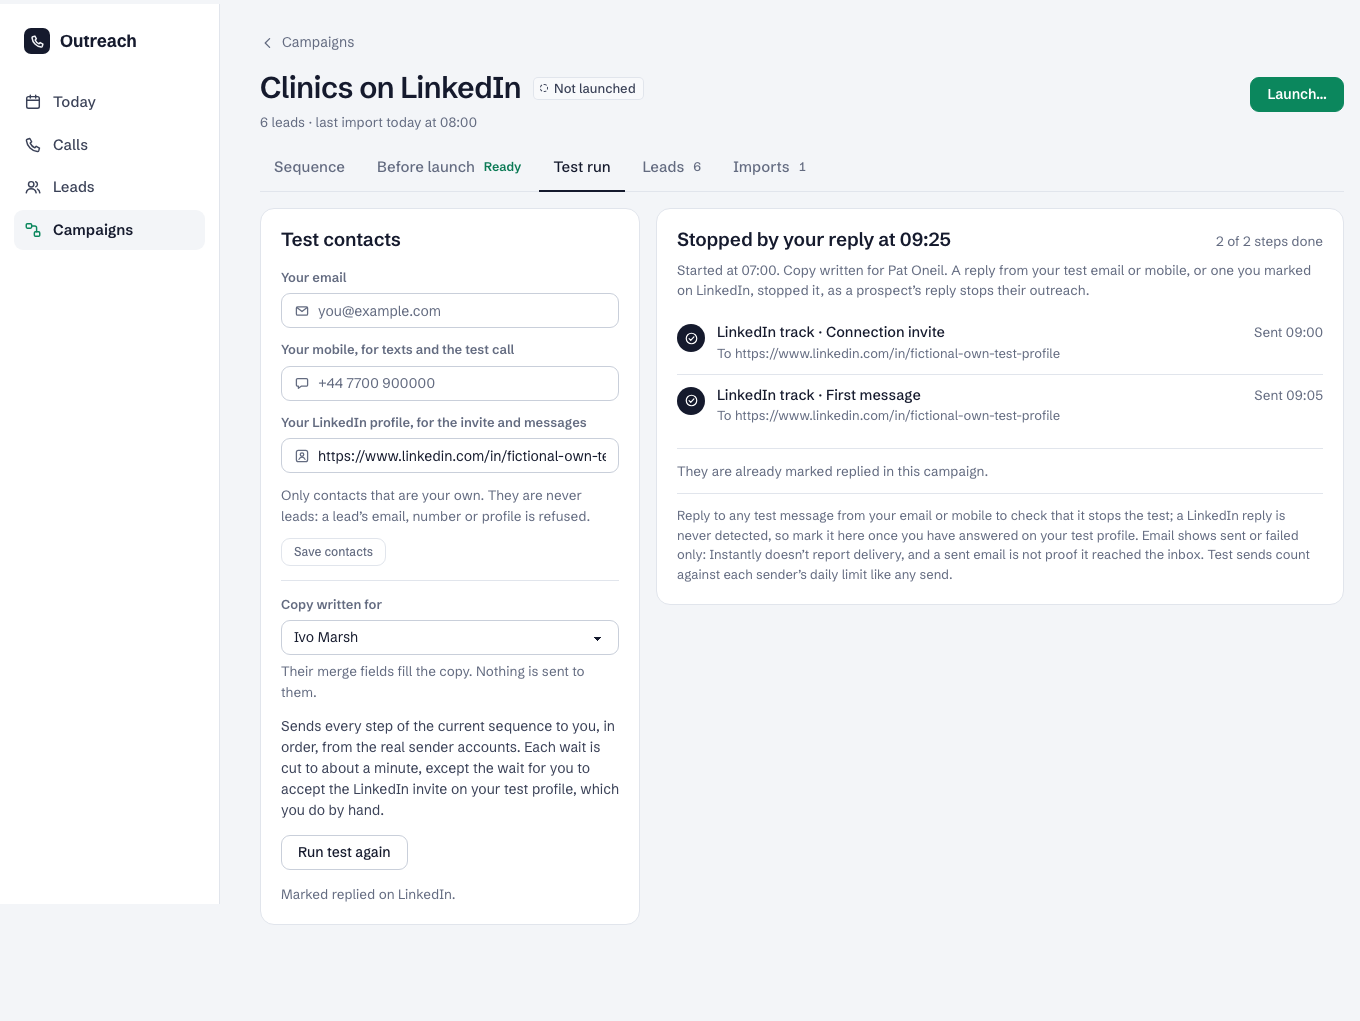 Outreach
Today
Calls
Leads
Campaigns
Campaigns
Clinics on LinkedIn
Not launched
Launch...
6 leads · last import today at 08:00
Sequence
Before launch Ready
Test run
Leads 6
Imports 1
Test contacts
Your email
you@example.com
Your mobile, for texts and the test call
+44 7700 900000
Your LinkedIn profile, for the invite and messages
https://www.linkedin.com/in/fictional-own-te
Only contacts that are your own. They are never
leads: a lead’s email, number or profile is refused.
Save contacts
Copy written for
Ivo Marsh
Their merge fields fill the copy. Nothing is sent to
them.
Sends every step of the current sequence to you, in
order, from the real sender accounts. Each wait is
cut to about a minute, except the wait for you to
accept the LinkedIn invite on your test profile, which
you do by hand.
Run test again
Marked replied on LinkedIn.
Stopped by your reply at 09:25
2 of 2 steps done
Started at 07:00. Copy written for Pat Oneil. A reply from your test email or mobile, or one you marked
on LinkedIn, stopped it, as a prospect’s reply stops their outreach.
LinkedIn track · Connection invite
Sent 09:00
To https://www.linkedin.com/in/fictional-own-test-profile
LinkedIn track · First message
Sent 09:05
To https://www.linkedin.com/in/fictional-own-test-profile
They are already marked replied in this campaign.
Reply to any test message from your email or mobile to check that it stops the test; a LinkedIn reply is
never detected, so mark it here once you have answered on your test profile. Email shows sent or failed
only: Instantly doesn’t report delivery, and a sent email is not proof it reached the inbox. Test sends count
against each sender’s daily limit like any send.